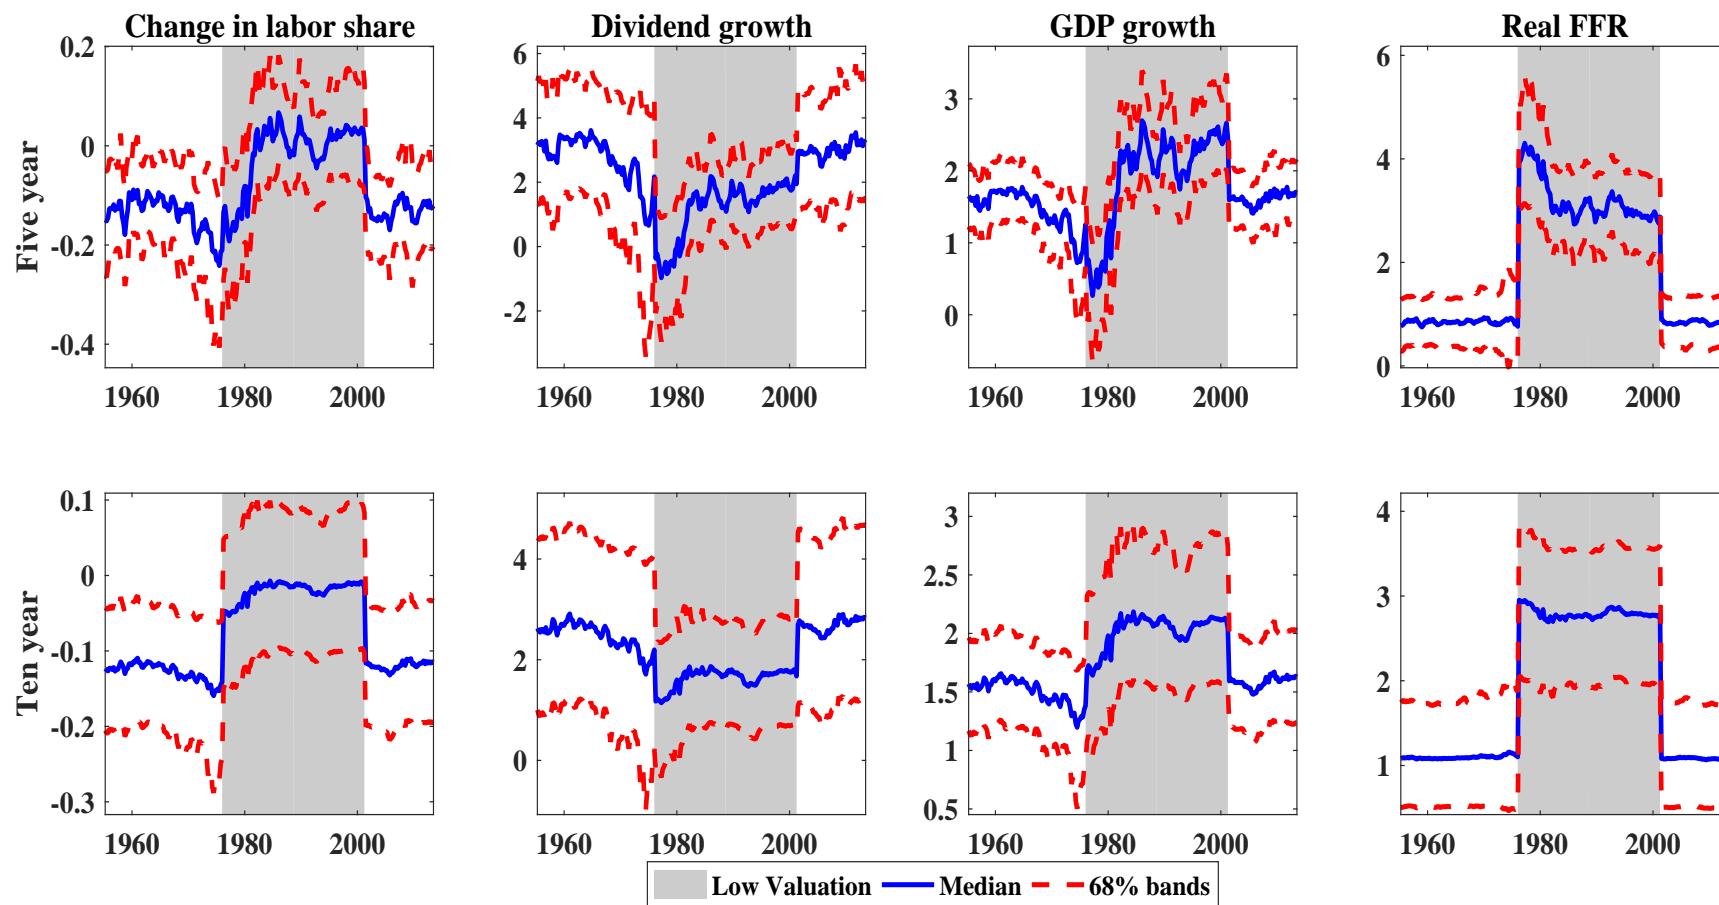 Change in labor share Dividend growth GDP growth Real FFR
Five year
0.2
0
-0.2
-0.4
1960 1980 2000
6
4
2
0
-2
1960 1980 2000
3
2
1
0
1960 1980 2000
6
4
2
0
1960 1980 2000
Ten year
0.1
0
-0.1
-0.2
-0.3
1960 1980 2000
4
2
0
1960 1980 2000
3
2.5
2
1.5
1
0.5
1960 1980 2000
4
3
2
1
1960 1980 2000
Low Valuation Median 68% bands